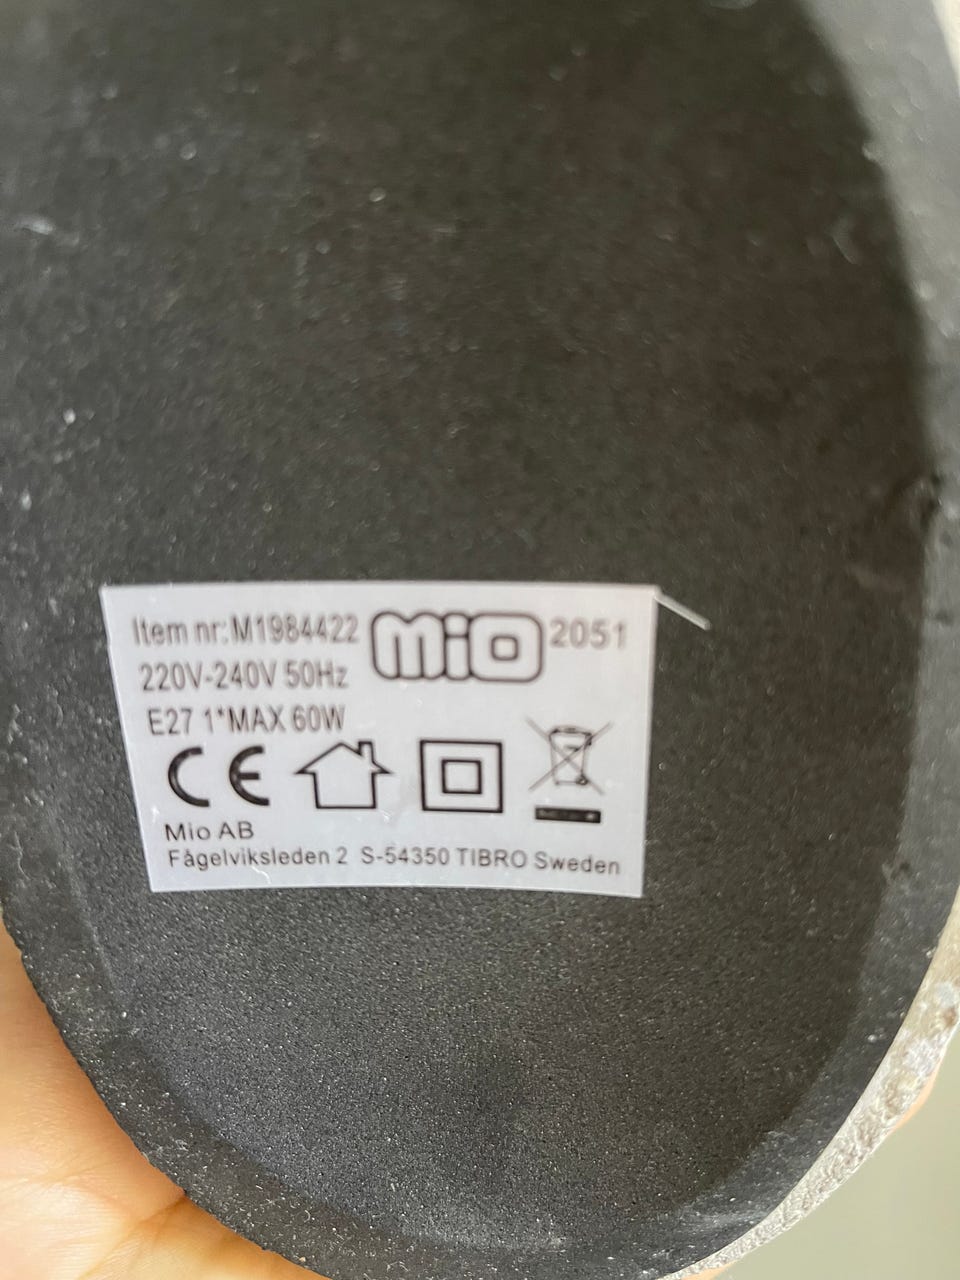 Item nr:M1984422 mio 2051
220V-240V 50Hz
E27 1*MAX 60W
CE
Mio AB
Fågelviksleden 2 S-54350 TIBRO Sweden